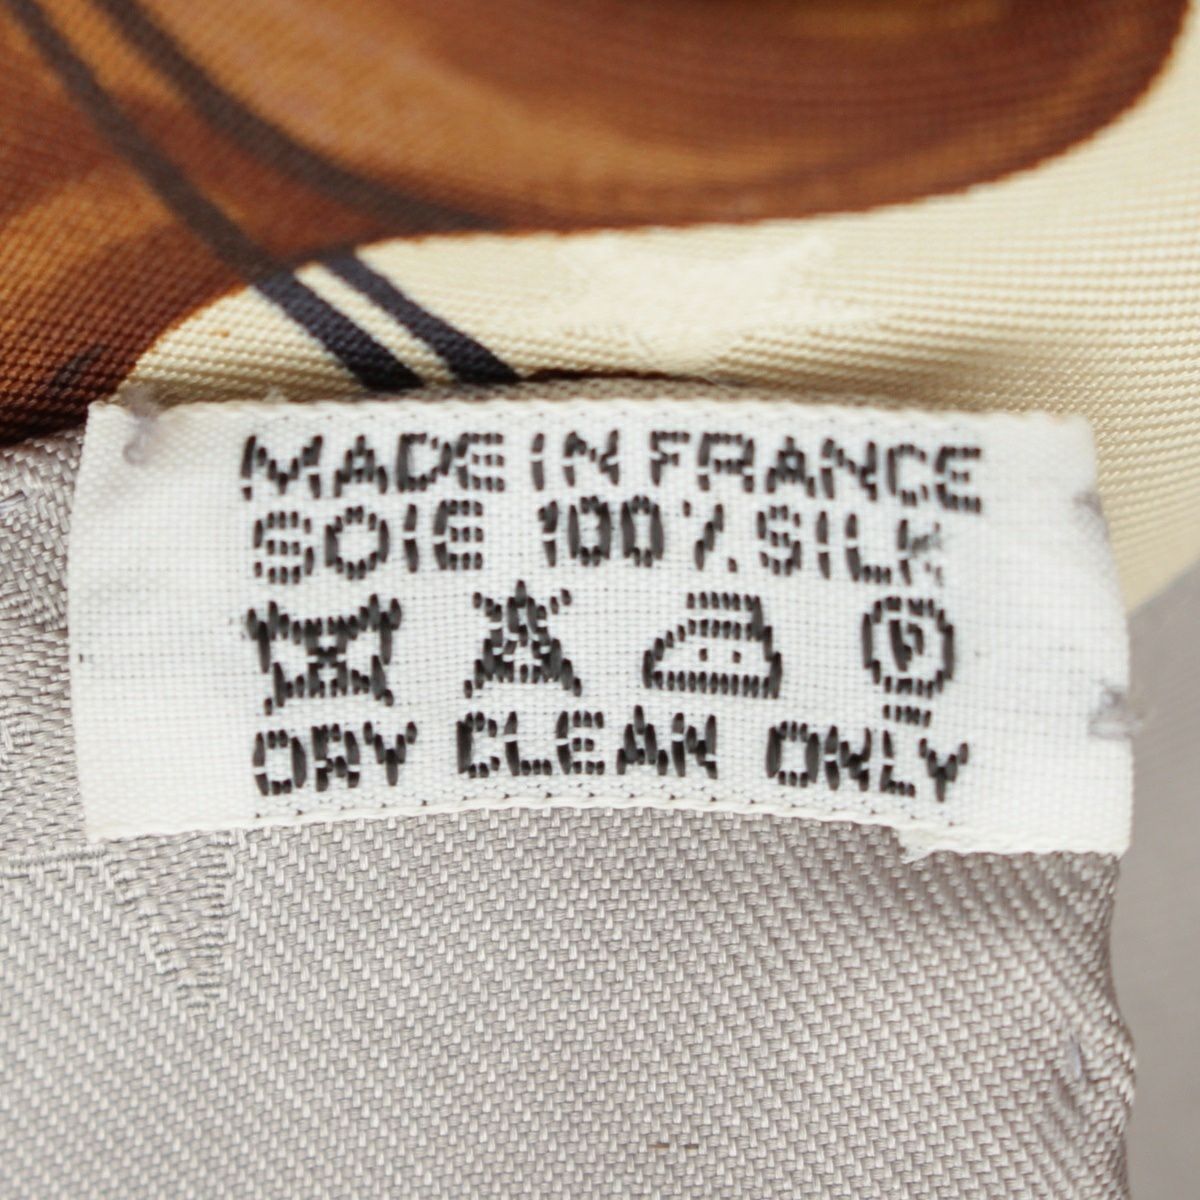 MADE IN FRANCE
SOIE 100% SILK
P
DRY CLEAN ONLY